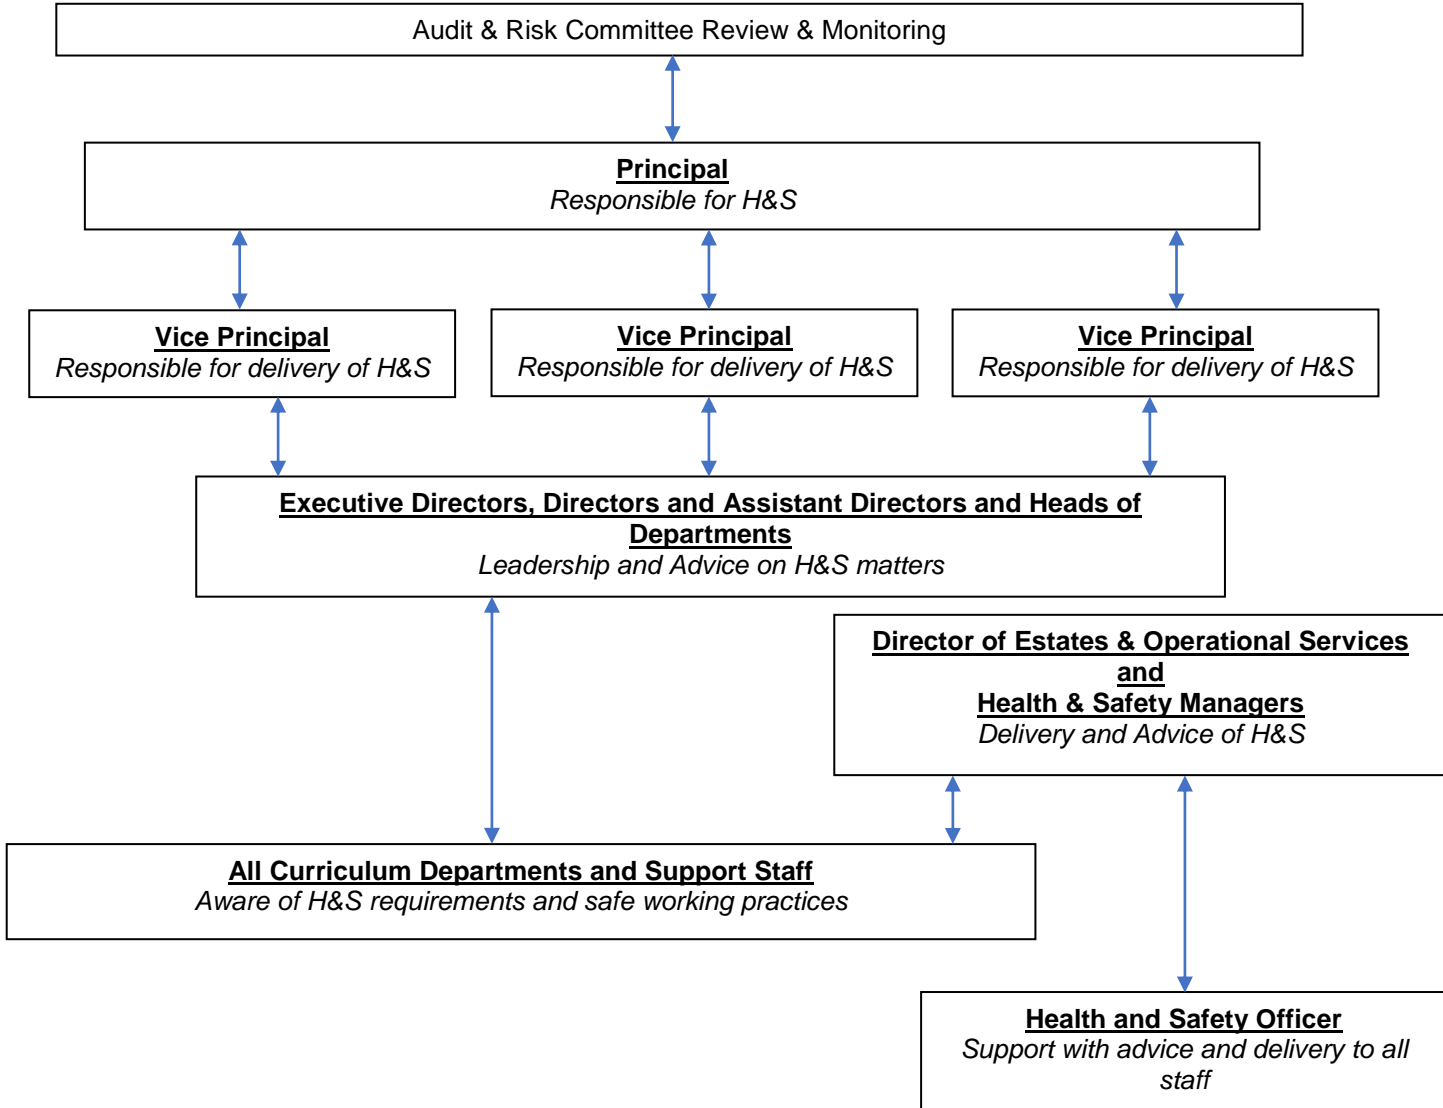 Audit & Risk Committee Review & Monitoring
Principal
Responsible for H&S
Vice Principal
Responsible for delivery of H&S
Vice Principal
Responsible for delivery of H&S
Vice Principal
Responsible for delivery of H&S
Executive Directors, Directors and Assistant Directors and Heads of
Departments
Leadership and Advice on H&S matters
Director of Estates & Operational Services
and
Health & Safety Managers
Delivery and Advice of H&S
All Curriculum Departments and Support Staff
Aware of H&S requirements and safe working practices
Health and Safety Officer
Support with advice and delivery to all
staff